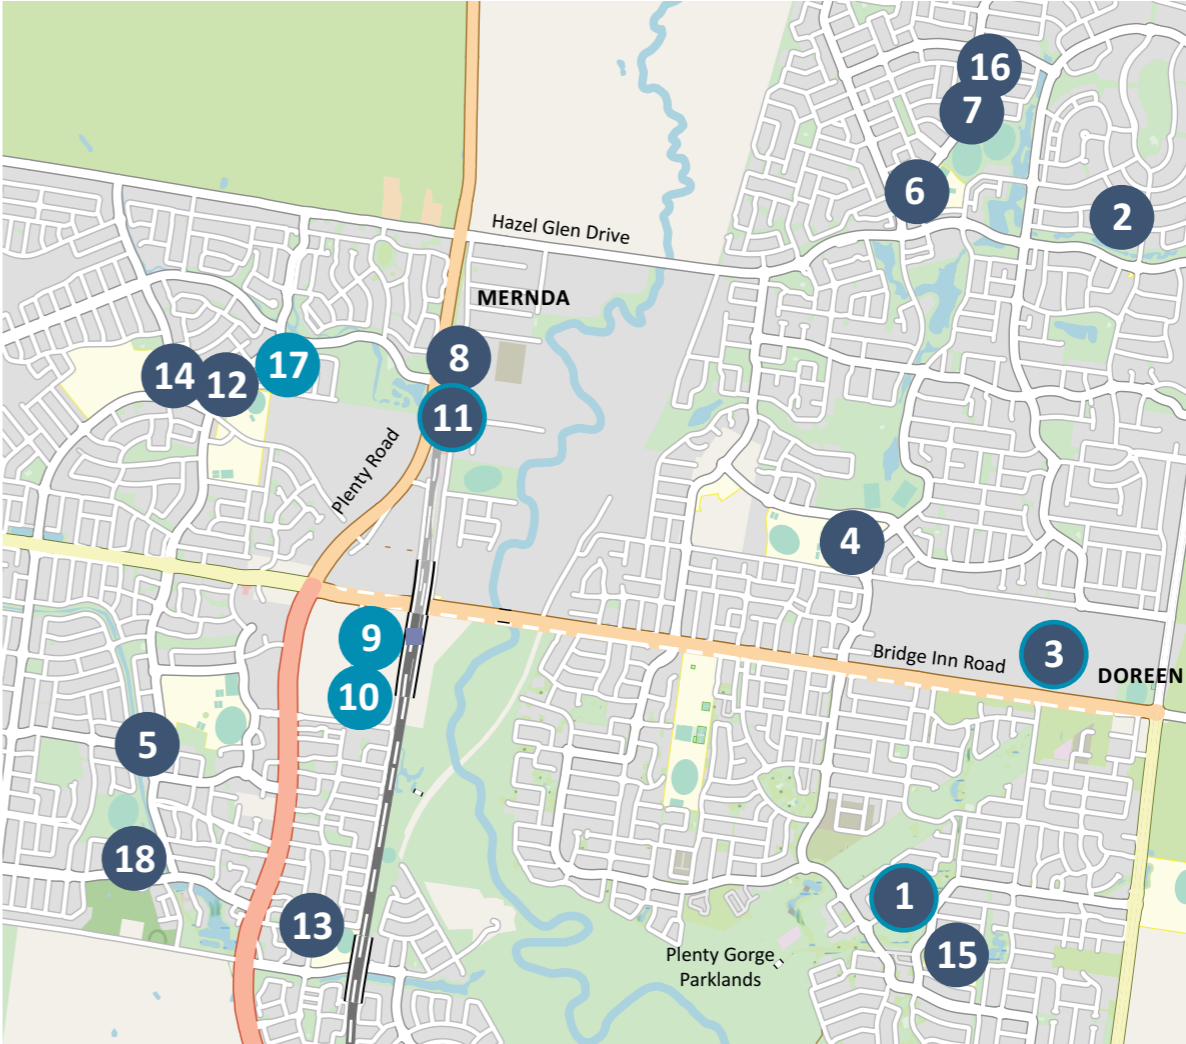 16
7
6
2
Hazel Glen Drive
MERNDA
8
17
14
12
11
Plenty Road
4
9
Bridge Inn Road
3
DOREEN
10
5
18
1
13
15
Plenty Gorge
Parklands